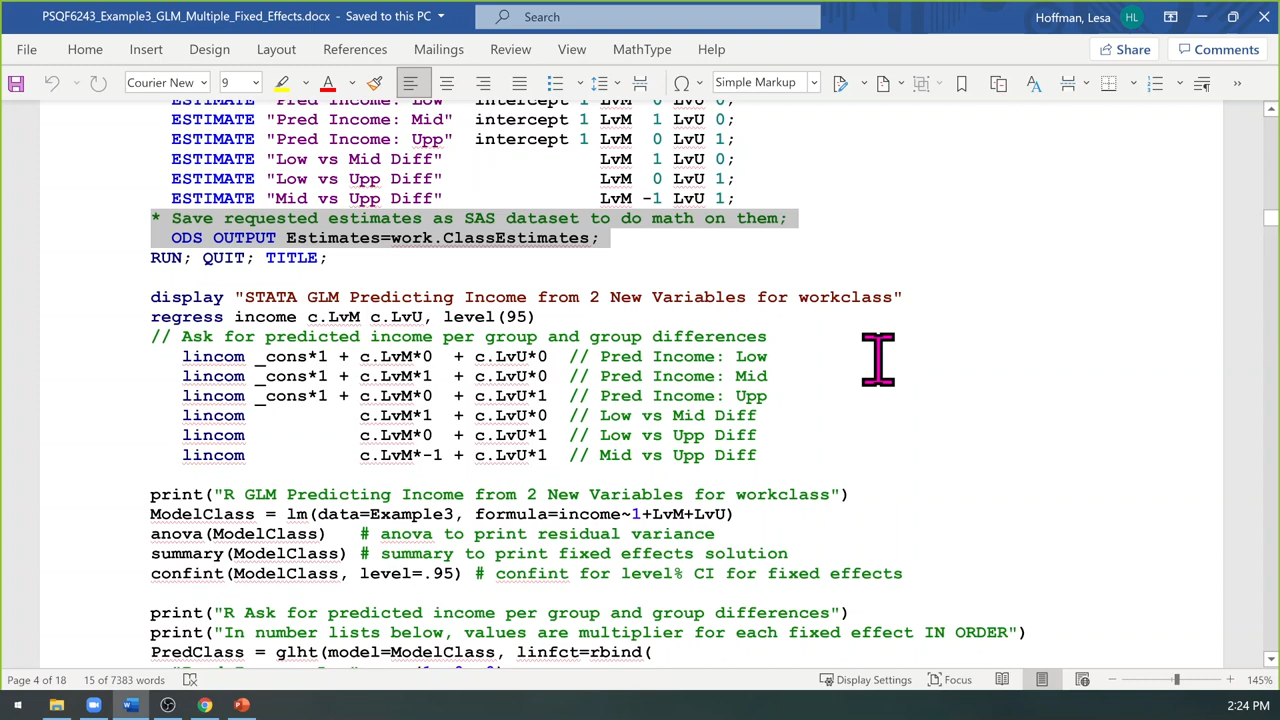 PSQF6243_Example3_GLM_Multiple_Fixed_Effects.docx - Saved to this PC
Search
Hoffman, Lesa HL
File Home Insert Design Layout References Mailings Review View MathType Help Share Comments
Courier New 9 Simple Markup
ESTIMATE "Pred Income: Low" intercept 1 LvM 0 LvU 0;
ESTIMATE "Pred Income: Mid" intercept 1 LvM 1 LvU 0;
ESTIMATE "Pred Income: Upp" intercept 1 LvM 0 LvU 1;
ESTIMATE "Low vs Mid Diff" LvM 1 LvU 0;
ESTIMATE "Low vs Upp Diff" LvM 0 LvU 1;
ESTIMATE "Mid vs Upp Diff" LvM -1 LvU 1;
* Save requested estimates as SAS dataset to do math on them;
ODS OUTPUT Estimates=work.ClassEstimates;
RUN; QUIT; TITLE;
display "STATA GLM Predicting Income from 2 New Variables for workclass"
regress income c.LvM c.LvU, level(95)
// Ask for predicted income per group and group differences
lincom _cons*1 + c.LvM*0 + c.LvU*0 // Pred Income: Low
lincom _cons*1 + c.LvM*1 + c.LvU*0 // Pred Income: Mid
lincom _cons*1 + c.LvM*0 + c.LvU*1 // Pred Income: Upp
lincom c.LvM*1 + c.LvU*0 // Low vs Mid Diff
lincom c.LvM*0 + c.LvU*1 // Low vs Upp Diff
lincom c.LvM*-1 + c.LvU*1 // Mid vs Upp Diff
print("R GLM Predicting Income from 2 New Variables for workclass")
ModelClass = lm(data=Example3, formula=income~1+LvM+LvU)
anova(ModelClass) # anova to print residual variance
summary(ModelClass) # summary to print fixed effects solution
confint(ModelClass, level=.95) # confint for level% CI for fixed effects
print("R Ask for predicted income per group and group differences")
print("In number lists below, values are multiplier for each fixed effect IN ORDER")
PredClass = glht(model=ModelClass, linfct=rbind(
Page 4 of 18 15 of 7383 words Display Settings Focus 145%
2:24 PM